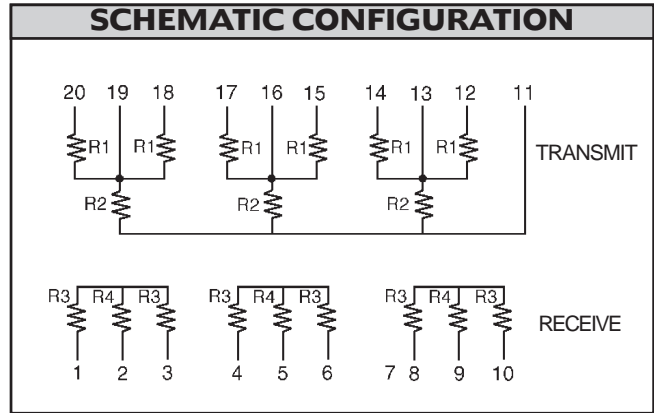 SCHEMATIC CONFIGURATION
20 19 18 17 16 15 14 13 12 11
R1 R1 R1 R1 R1 R1 TRANSMIT
R2 R2 R2
R3 R4 R3 R3 R4 R3 R3 R4 R3
RECEIVE
1 2 3 4 5 6 7 8 9 10